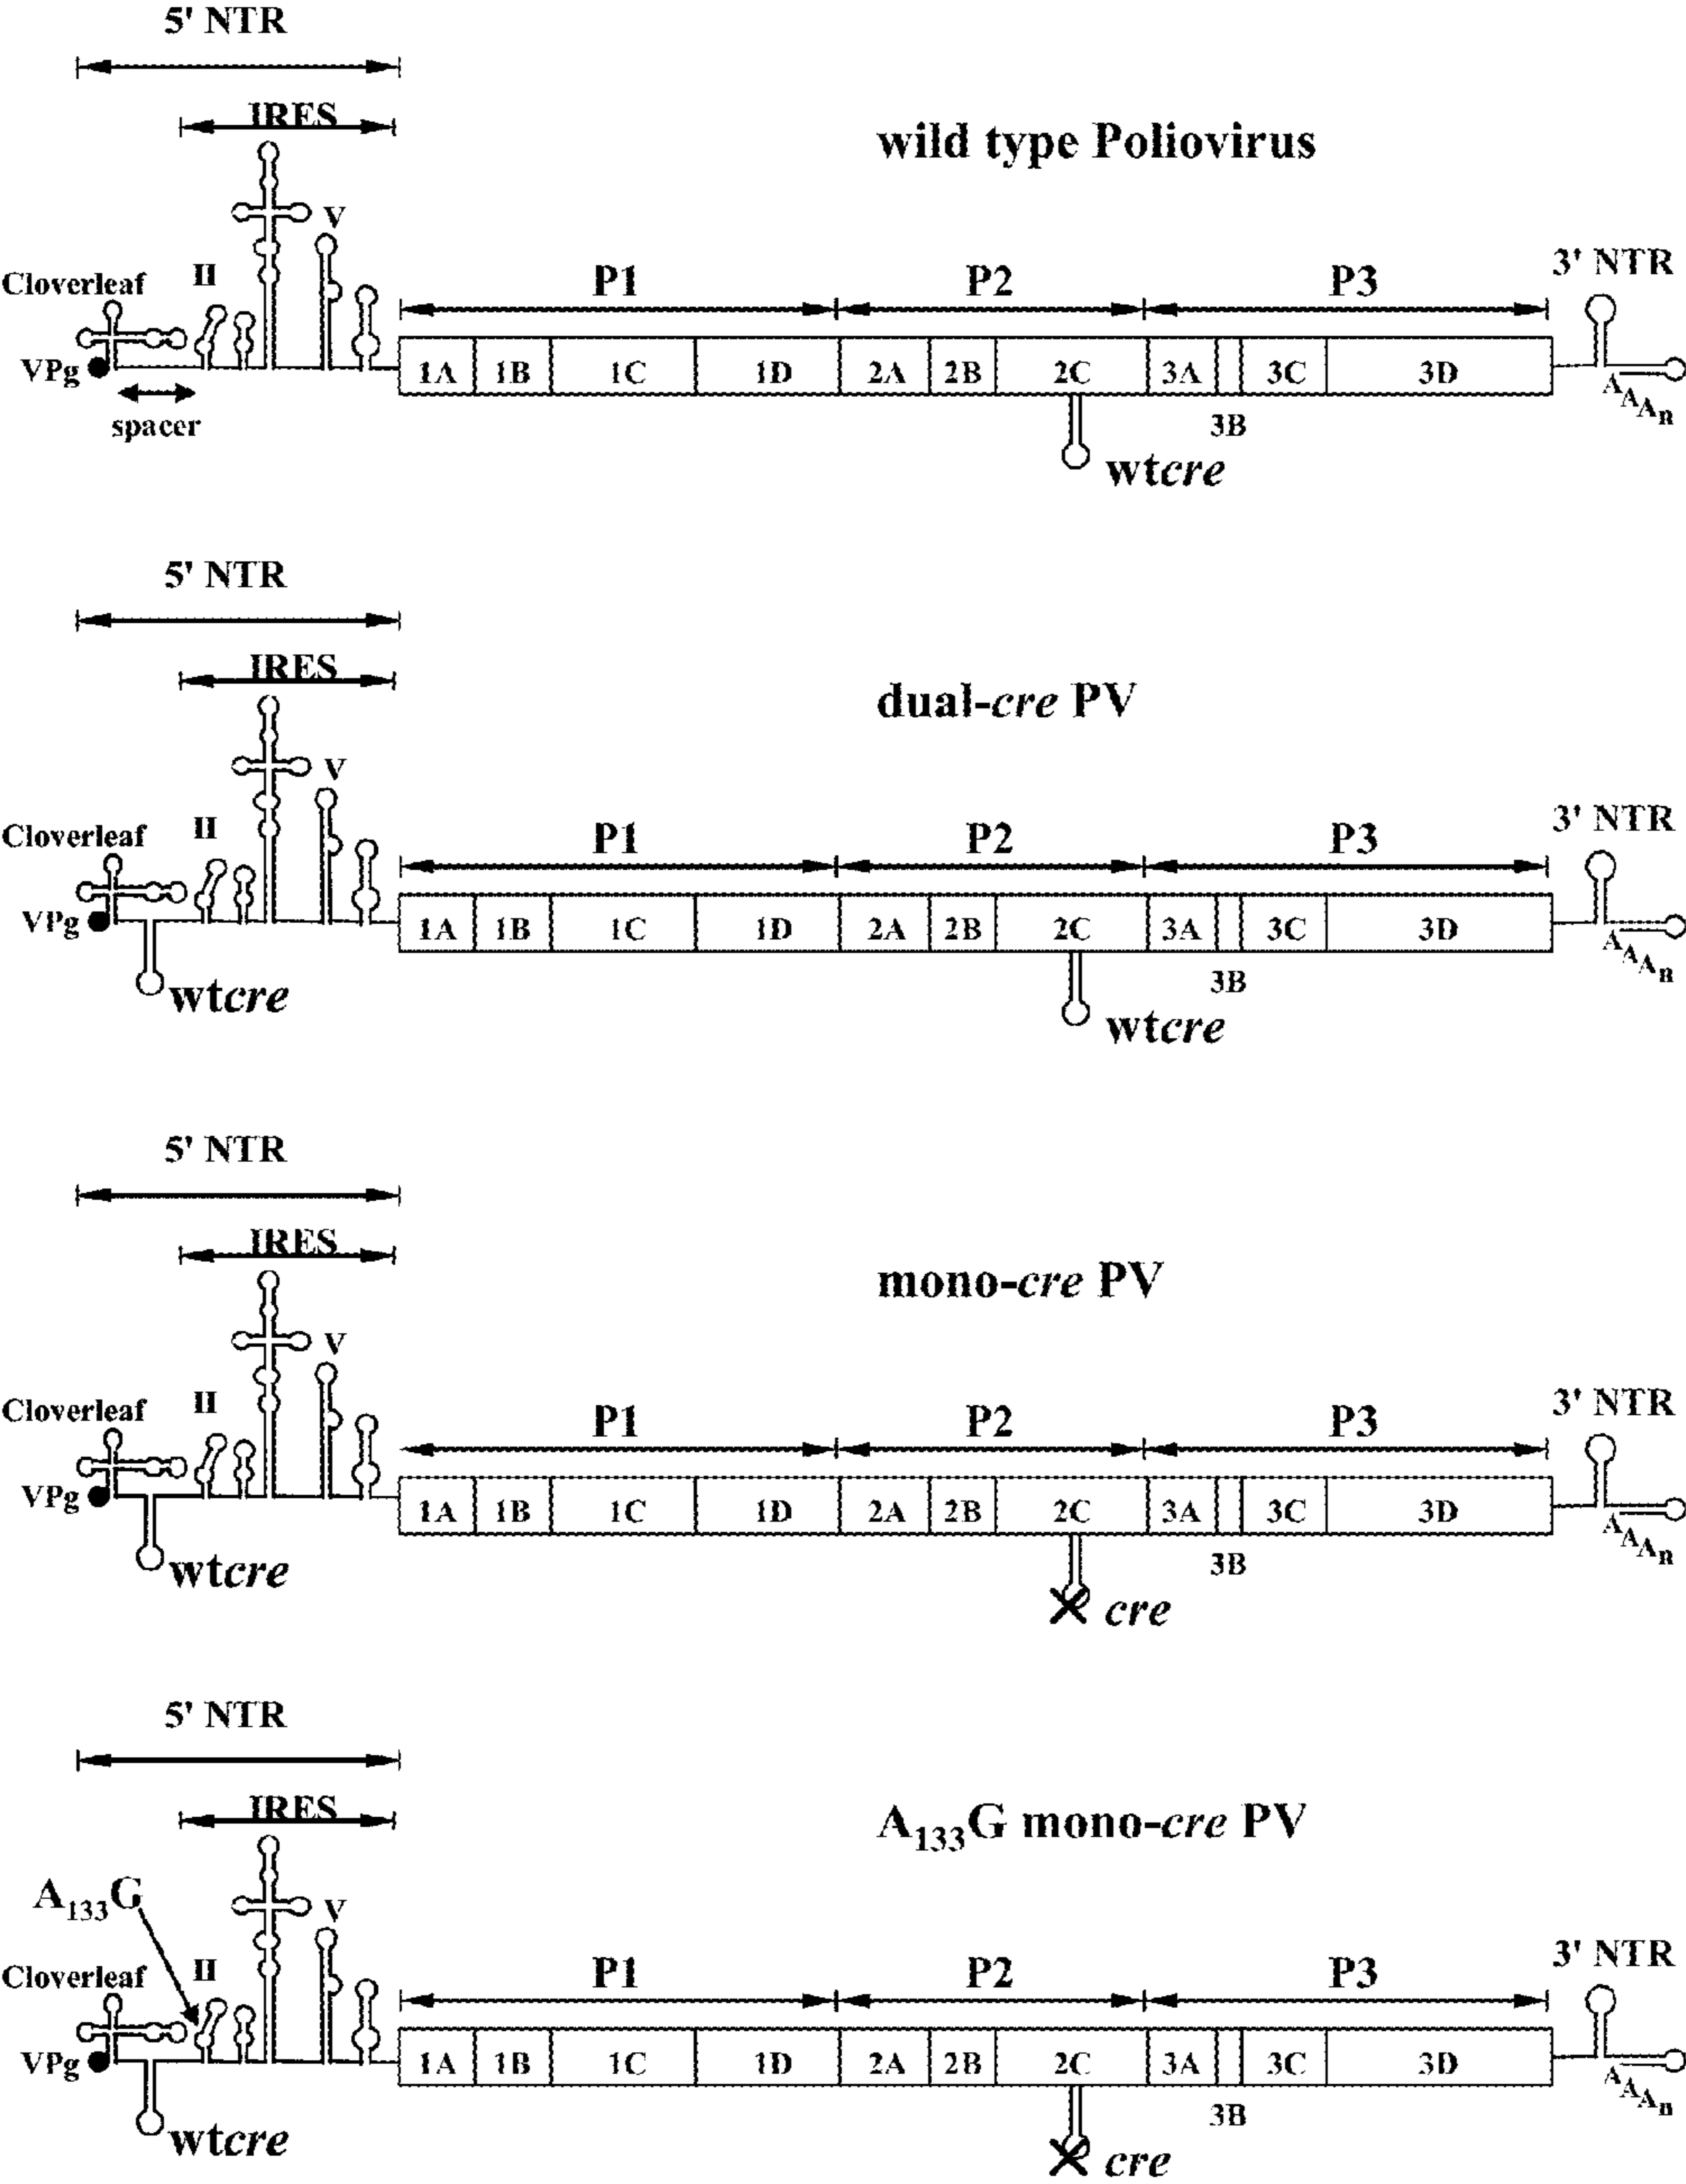 5' NTR
IRES
wild type Poliovirus
V
Cloverleaf II P1 P2 P3 3' NTR
VPg 1A 1B 1C 1D 2A 2B 2C 3A 3C 3D AAAn
spacer 3B
wtcre
5' NTR
IRES
dual-cre PV
V
Cloverleaf II P1 P2 P3 3' NTR
VPg 1A 1B 1C 1D 2A 2B 2C 3A 3C 3D AAAn
3B
wtcre wtcre
5' NTR
IRES
mono-cre PV
V
Cloverleaf II P1 P2 P3 3' NTR
VPg 1A 1B 1C 1D 2A 2B 2C 3A 3C 3D AAAn
3B
wtcre cre
5' NTR
IRES
A133G mono-cre PV
A133G V
Cloverleaf II P1 P2 P3 3' NTR
VPg 1A 1B 1C 1D 2A 2B 2C 3A 3C 3D AAAn
3B
wtcre cre